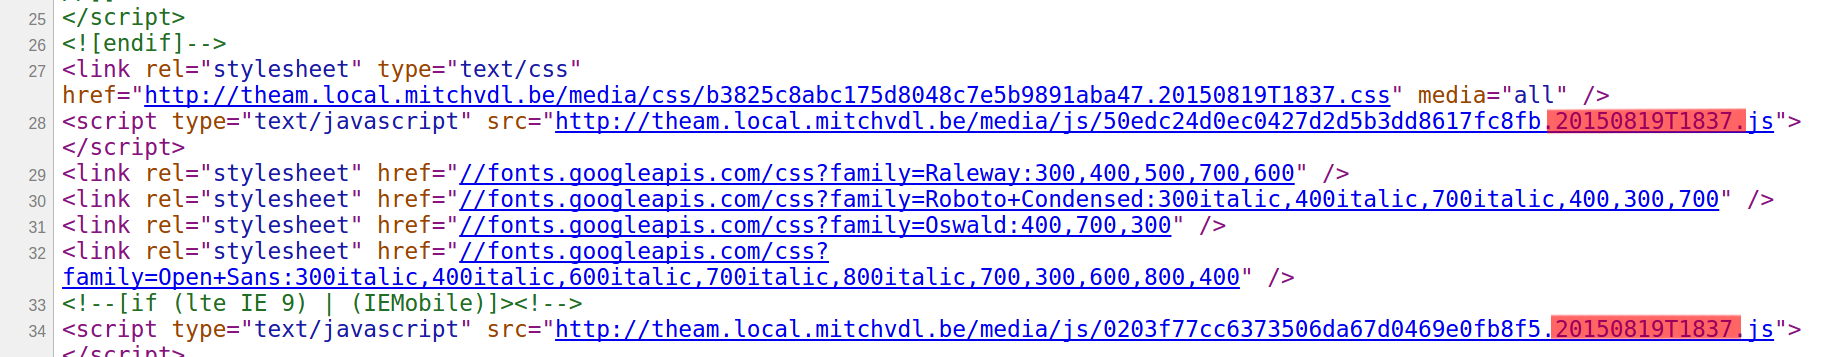 25 </script>
26 <![endif]-->
27 <link rel="stylesheet" type="text/css"
href="http://theam.local.mitchvdl.be/media/css/b3825c8abc175d8048c7e5b9891aba47.20150819T1837.css" media="all" />
28 <script type="text/javascript" src="http://theam.local.mitchvdl.be/media/js/50edc24d0ec0427d2d5b3dd8617fc8fb.20150819T1837.js">
</script>
29 <link rel="stylesheet" href="//fonts.googleapis.com/css?family=Raleway:300,400,500,700,600" />
30 <link rel="stylesheet" href="//fonts.googleapis.com/css?family=Roboto+Condensed:300italic,400italic,700italic,400,300,700" />
31 <link rel="stylesheet" href="//fonts.googleapis.com/css?family=Oswald:400,700,300" />
32 <link rel="stylesheet" href="//fonts.googleapis.com/css?
family=Open+Sans:300italic,400italic,600italic,700italic,800italic,700,300,600,800,400" />
33 <!--[if (lte IE 9) | (IEMobile)]><!-->
34 <script type="text/javascript" src="http://theam.local.mitchvdl.be/media/js/0203f77cc6373506da67d0469e0fb8f5.20150819T1837.js">
</script>